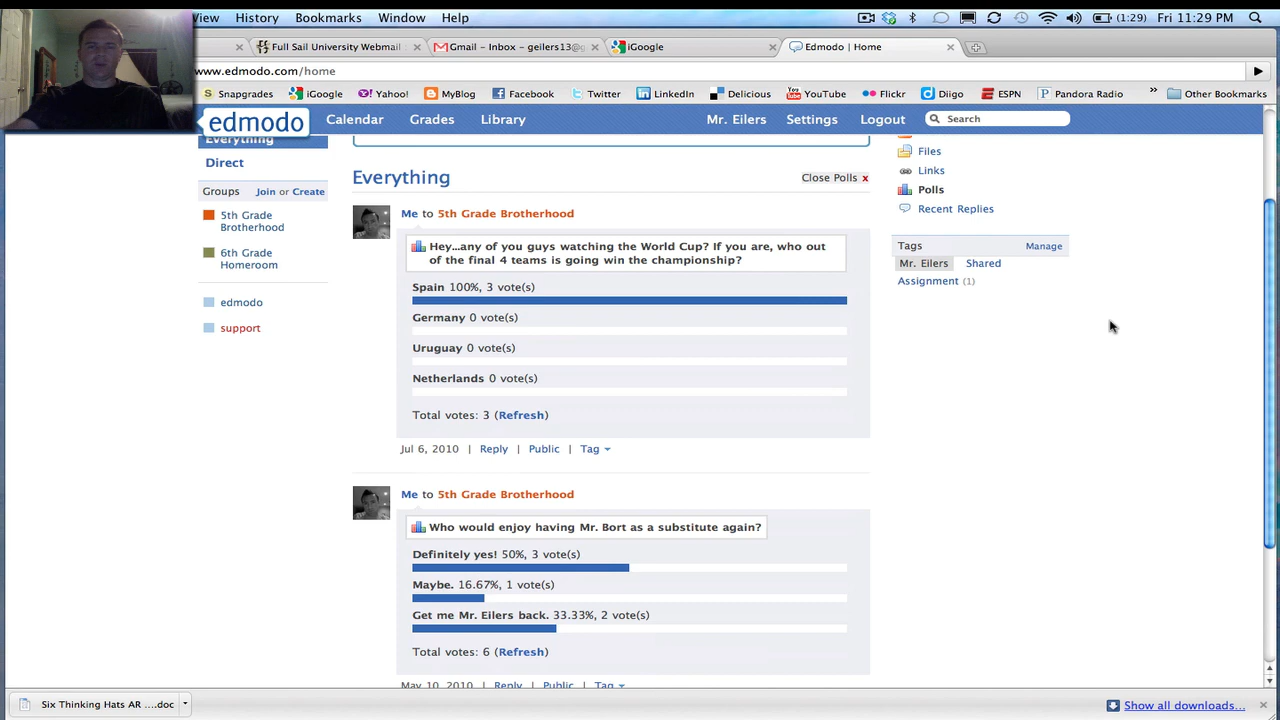 View History Bookmarks Window Help (1:29) Fri 11:29 PM
Full Sail University Webmail Gmail - Inbox - geilers13@g iGoogle Edmodo | Home
www.edmodo.com/home
Snapgrades iGoogle Yahoo! MyBlog Facebook Twitter LinkedIn Delicious YouTube Flickr Diigo ESPN Pandora Radio » Other Bookmarks
edmodo Calendar Grades Library Mr. Eilers Settings Logout Search
Everything
Direct
Groups Join or Create
5th Grade
Brotherhood
6th Grade
Homeroom
edmodo
support
Everything Close Polls x
Me to 5th Grade Brotherhood
Hey...any of you guys watching the World Cup? If you are, who out
of the final 4 teams is going win the championship?
Spain 100%, 3 vote(s)
Germany 0 vote(s)
Uruguay 0 vote(s)
Netherlands 0 vote(s)
Total votes: 3 (Refresh)
Jul 6, 2010 | Reply | Public | Tag
Me to 5th Grade Brotherhood
Who would enjoy having Mr. Bort as a substitute again?
Definitely yes! 50%, 3 vote(s)
Maybe. 16.67%, 1 vote(s)
Get me Mr. Eilers back. 33.33%, 2 vote(s)
Total votes: 6 (Refresh)
May 10, 2010 | Reply | Public | Tag
Files
Links
Polls
Recent Replies
Tags Manage
Mr. Eilers Shared
Assignment (1)
Six Thinking Hats AR ....doc Show all downloads...